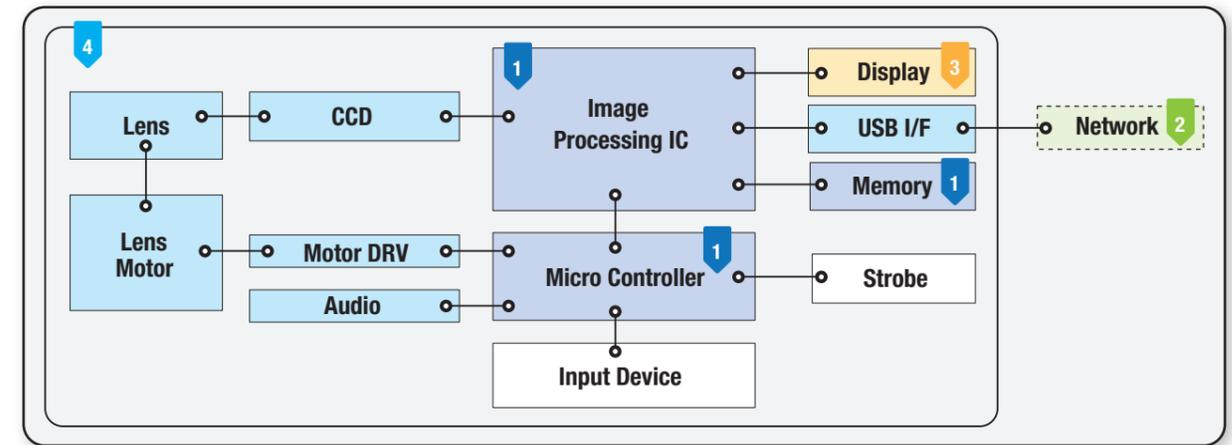 4
1
Display 3
Lens
CCD
Image
Processing IC
USB I/F
Network 2
Memory 1
Lens
Motor
Motor DRV
1
Micro Controller
Strobe
Audio
Input Device